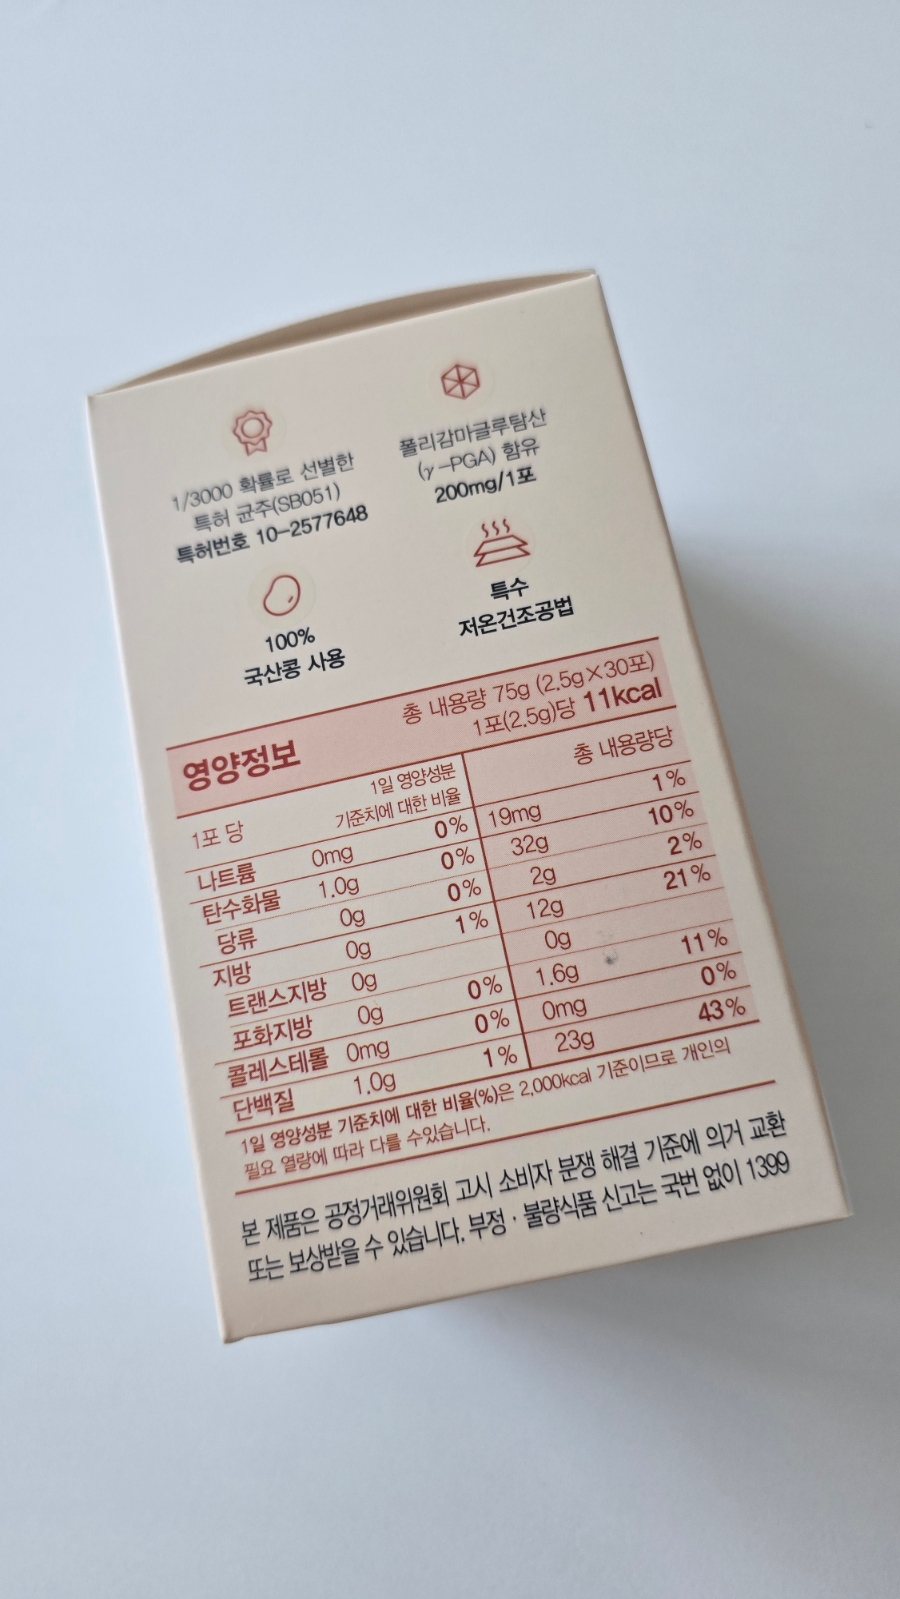 1/3000 확률로 선별한
특허 균주(SB051)
특허번호 10-2577648
폴리감마글루탐산
(γ-PGA) 함유
200mg/1포
100%
국산콩 사용
특수
저온건조공법
영양정보
총 내용량 75g (2.5g×30포)
1포(2.5g)당 11kcal
1포 당 1일 영양성분 기준치에 대한 비율 총 내용량당
나트륨 0mg 0% 19mg 1%
탄수화물 1.0g 0% 32g 10%
당류 0g 0% 2g 2%
지방 0g 1% 12g 21%
트랜스지방 0g 0g
포화지방 0g 0% 1.6g 11%
콜레스테롤 0mg 0% 0mg 0%
단백질 1.0g 1% 23g 43%
1일 영양성분 기준치에 대한 비율(%)은 2,000kcal 기준이므로 개인의
필요 열량에 따라 다를 수있습니다.
본 제품은 공정거래위원회 고시 소비자 분쟁 해결 기준에 의거 교환
또는 보상받을 수 있습니다. 부정·불량식품 신고는 국번 없이 1399